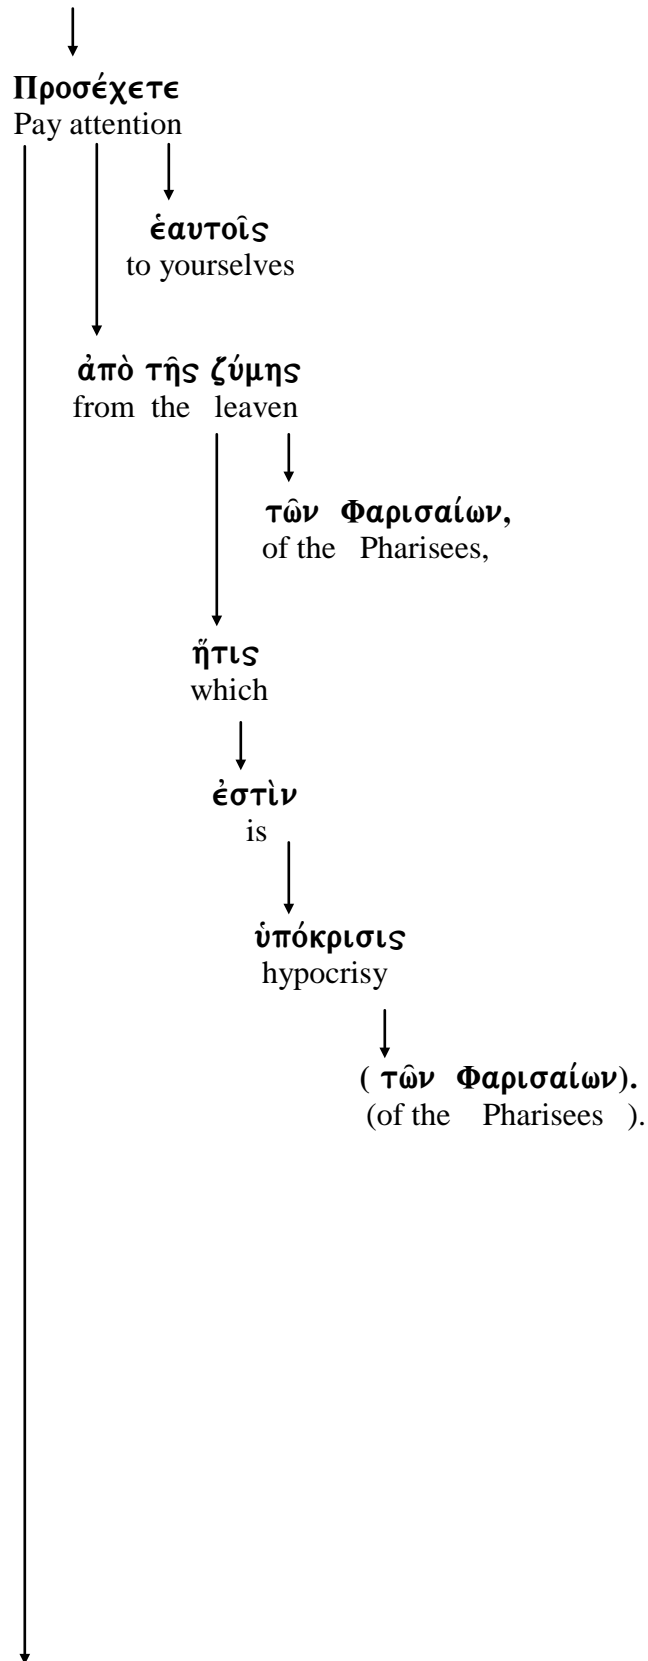 Προσέχετε
Pay attention
ἑαυτοῖς
to yourselves
ἀπὸ τῆς ζύμης
from the leaven
τῶν Φαρισαίων,
of the Pharisees,
ἥτις
which
ἐστὶν
is
ὑπόκρισις
hypocrisy
( τῶν Φαρισαίων).
(of the Pharisees ).